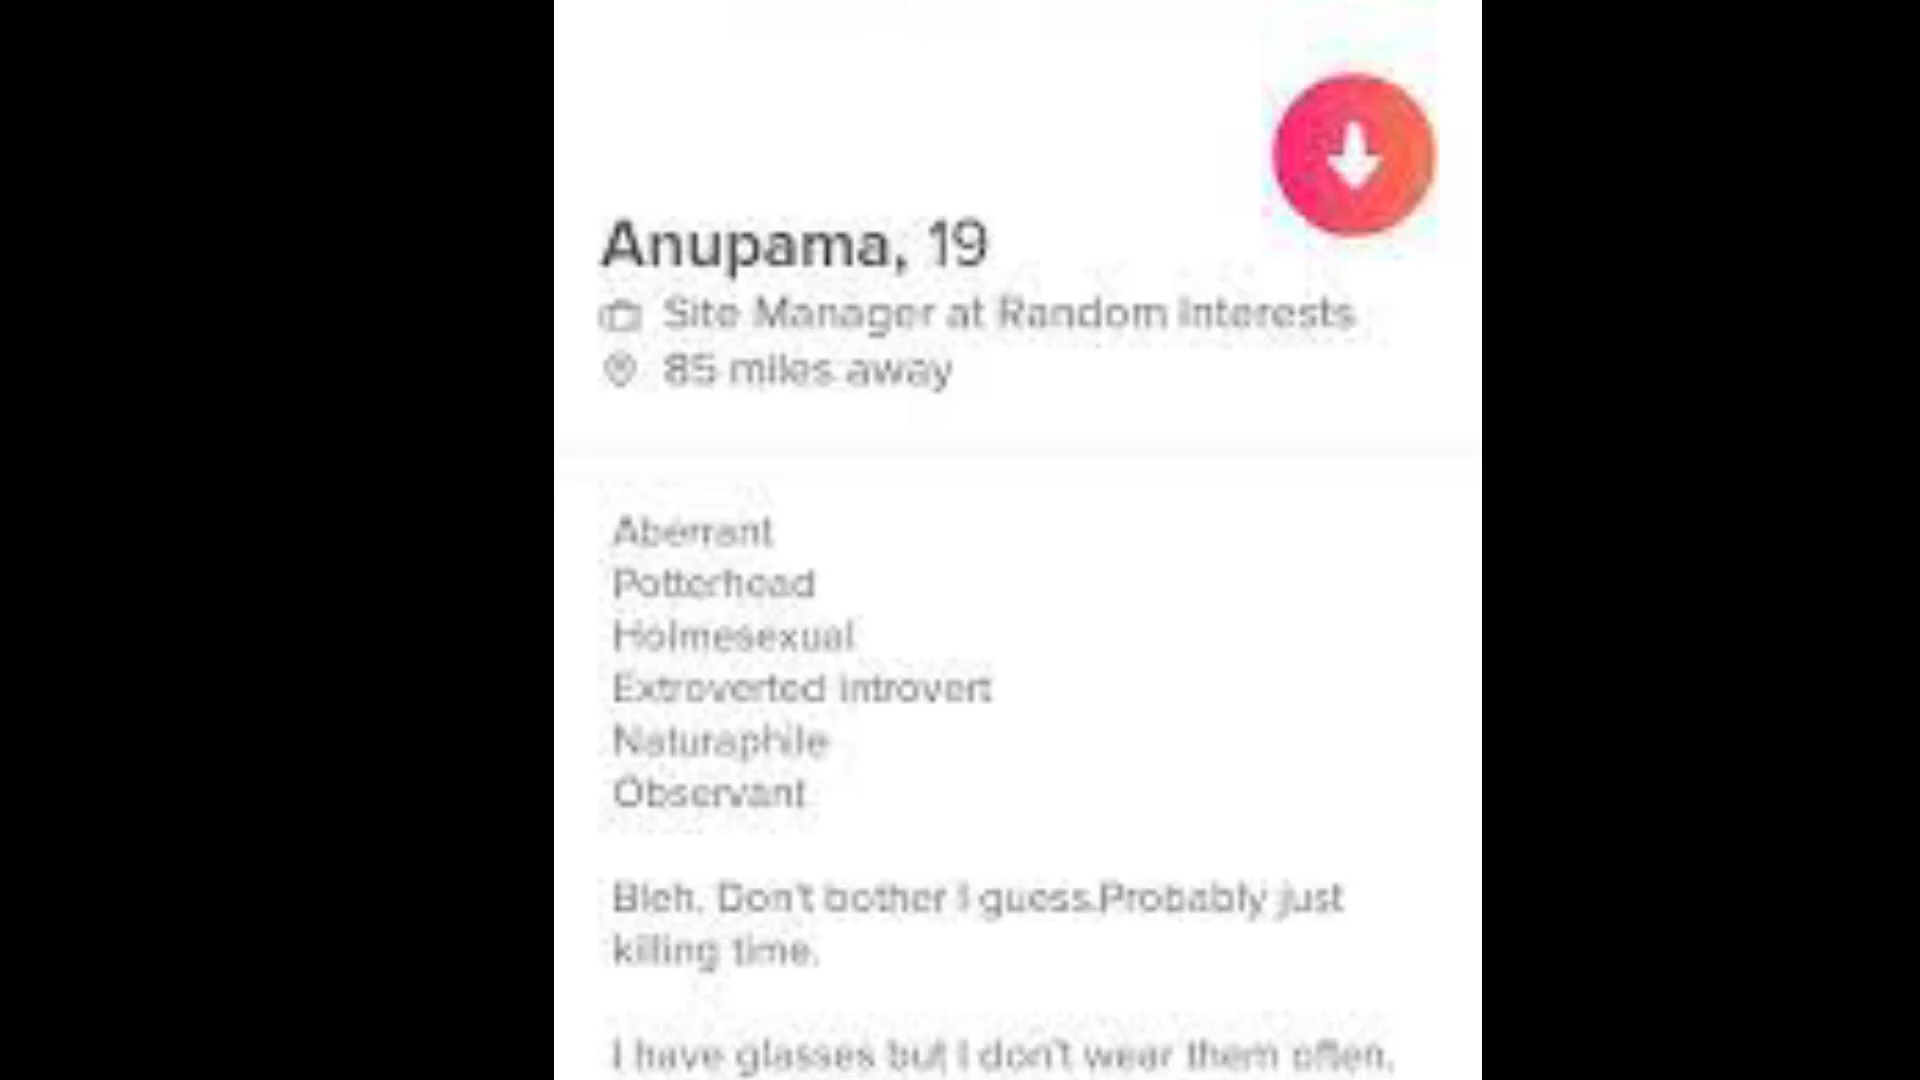 Anupama, 19
Site Manager at Random Interests
85 miles away
Aberrant
Potterhead
Holmesexual
Extroverted introvert
Naturaphile
Observant
Bleh. Don't bother I guess.Probably just
killing time.
I have glasses but I don't wear them often.